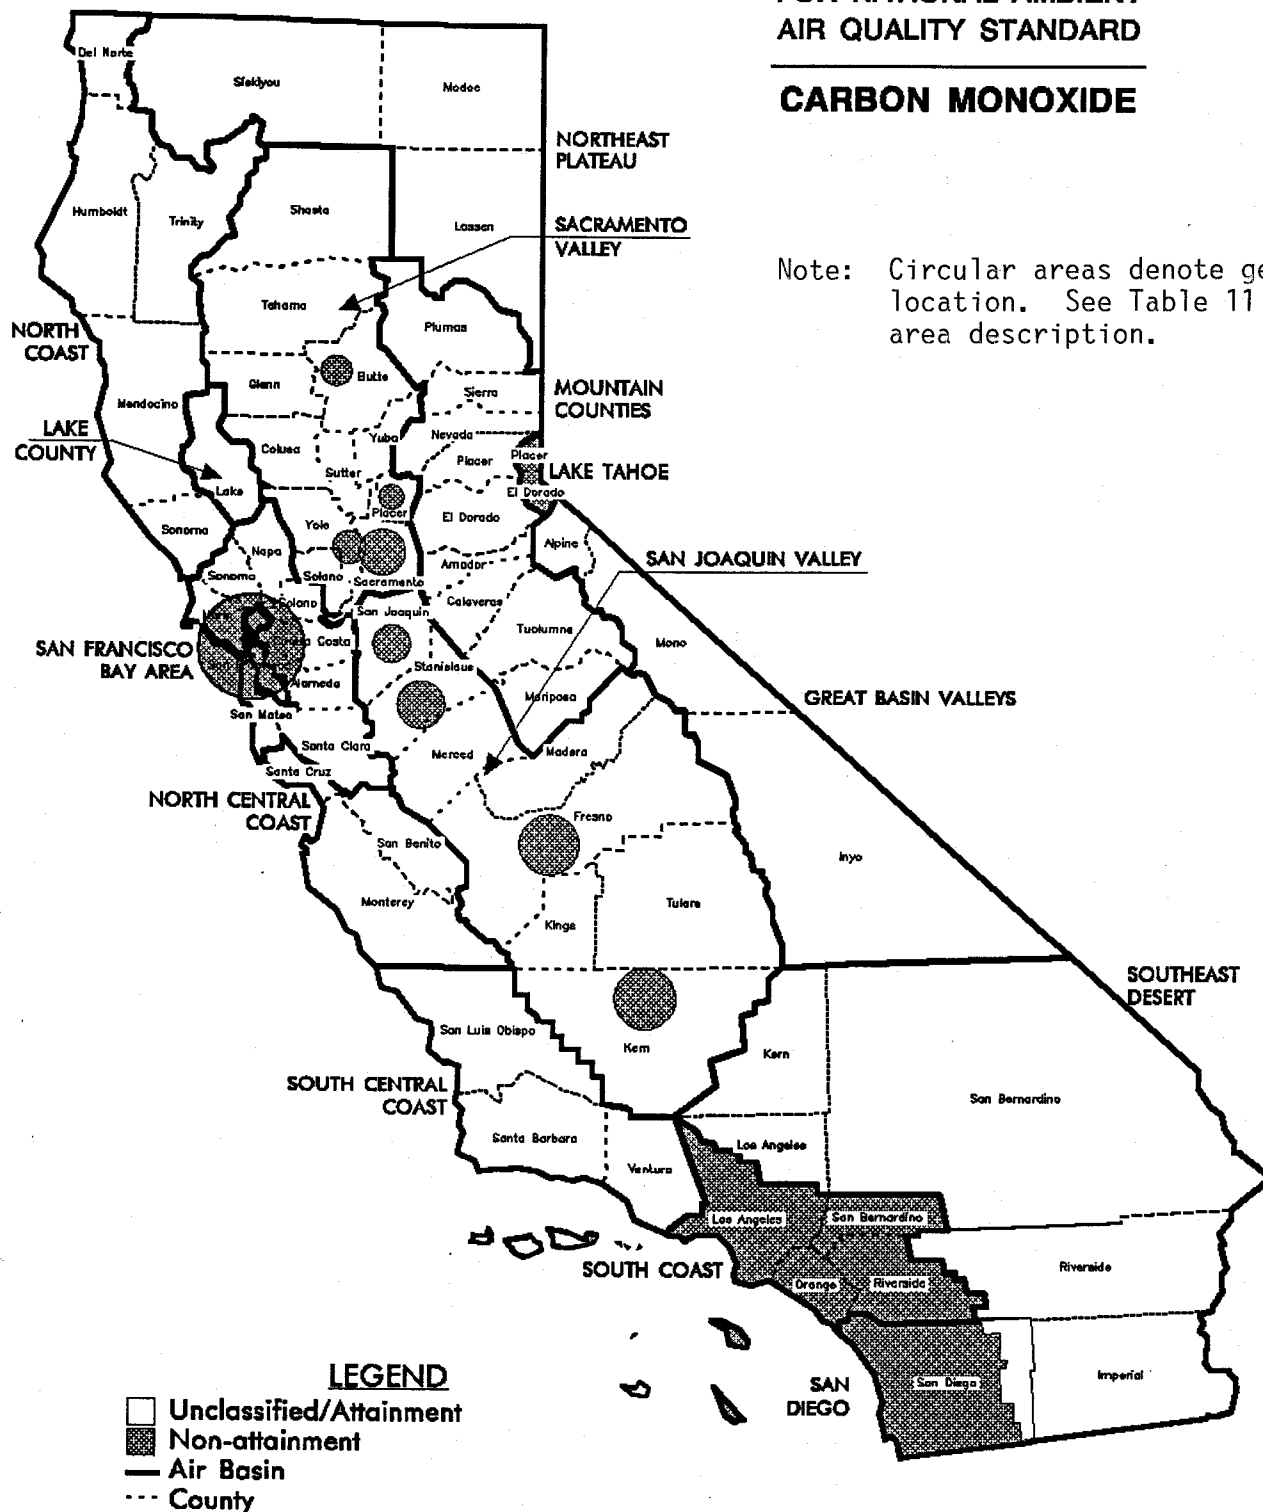 AIR QUALITY STANDARD
CARBON MONOXIDE
Note: Circular areas denote ge
location. See Table 11
area description.
Del Norte
Siskiyou
Modoc
NORTHEAST
PLATEAU
Humboldt
Trinity
Shasta
Lassen
SACRAMENTO
VALLEY
Tehama
Plumas
NORTH
COAST
Glenn
Butte
Sierra
MOUNTAIN
COUNTIES
Mendocino
LAKE
COUNTY
Colusa
Yuba
Nevada
Placer
Placer
LAKE TAHOE
Sutter
Lake
Placer
El Dorado
El Dorado
Sonoma
Yolo
Napa
Alpine
SAN JOAQUIN VALLEY
Sonoma
Solano
Sacramento
Amador
Calaveras
Solano
San Joaquin
Tuolumne
Mono
SAN FRANCISCO
BAY AREA
Costa
Stanislaus
Alameda
Mariposa
GREAT BASIN VALLEYS
San Mateo
Santa Clara
Merced
Madera
Santa Cruz
NORTH CENTRAL
COAST
San Benito
Fresno
Inyo
Monterey
Kings
Tulare
SOUTHEAST
DESERT
San Luis Obispo
Kern
Kern
SOUTH CENTRAL
COAST
San Bernardino
Santa Barbara
Ventura
Los Angeles
Los Angeles
San Bernardino
SOUTH COAST
Orange
Riverside
Riverside
SAN
DIEGO
San Diego
Imperial
LEGEND
Unclassified/Attainment
Non-attainment
Air Basin
County